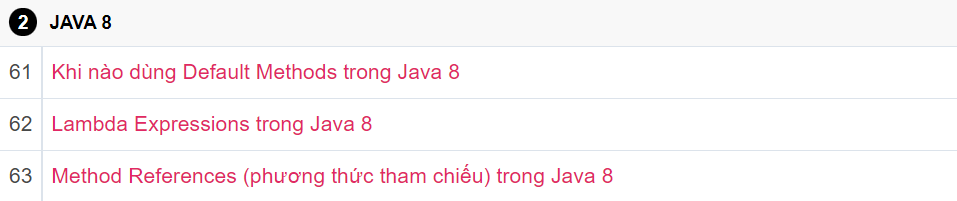 2 JAVA 8
61 Khi nào dùng Default Methods trong Java 8
62 Lambda Expressions trong Java 8
63 Method References (phương thức tham chiếu) trong Java 8